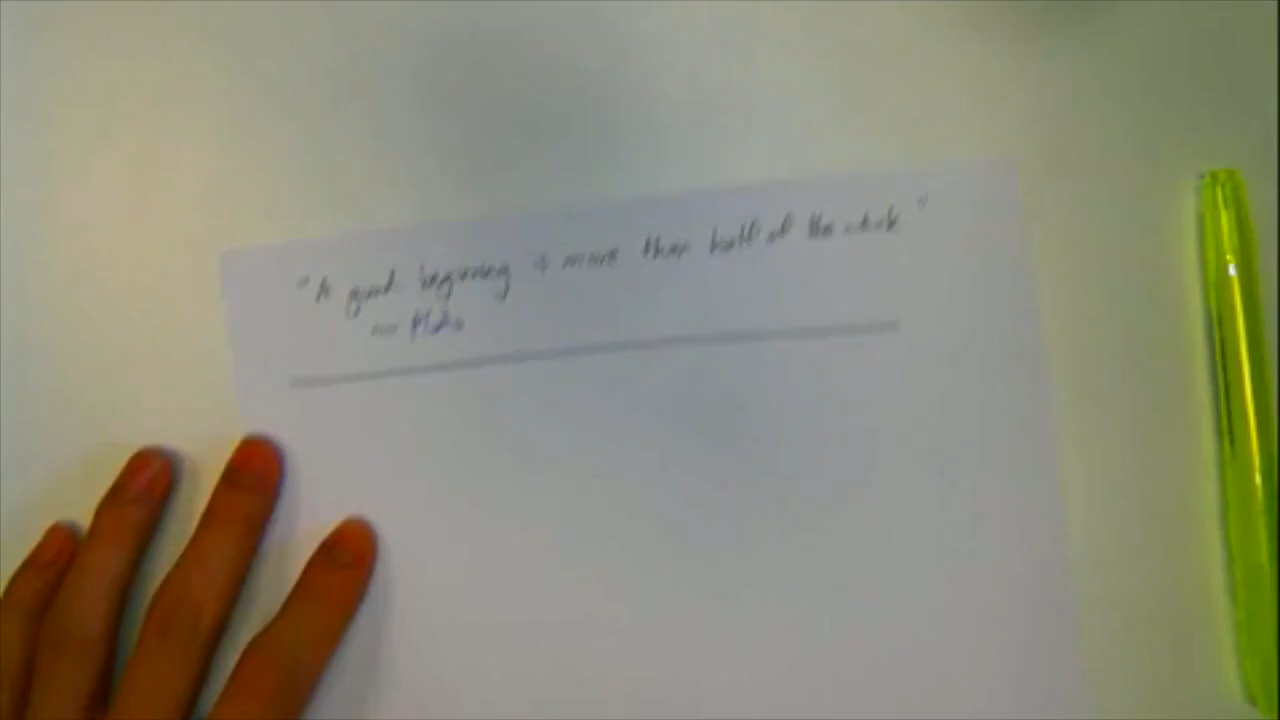 "A good beginning is more than half of the whole"
— Plato